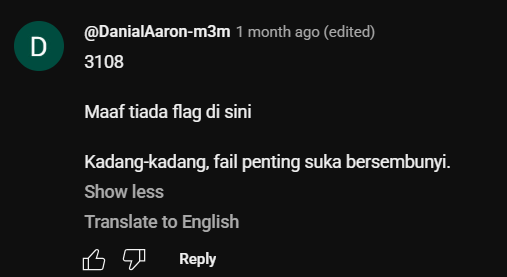 D
@DanialAaron-m3m 1 month ago (edited)
3108
Maaf tiada flag di sini
Kadang-kadang, fail penting suka bersembunyi.
Show less
Translate to English
Reply